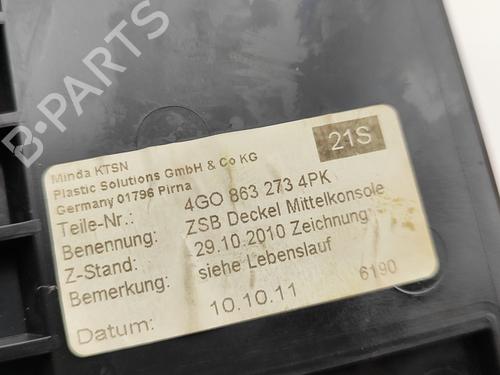 B-PARTS
21S
Minda KTSN
Plastic Solutions GmbH & Co KG
Germany 01796 Pirna
Teile-Nr.: 4GO 863 273 4PK
Benennung: ZSB Deckel Mittelkonsole
Z-Stand: 29.10.2010 Zeichnung
Bemerkung: siehe Lebenslauf
6190
Datum: 10.10.11